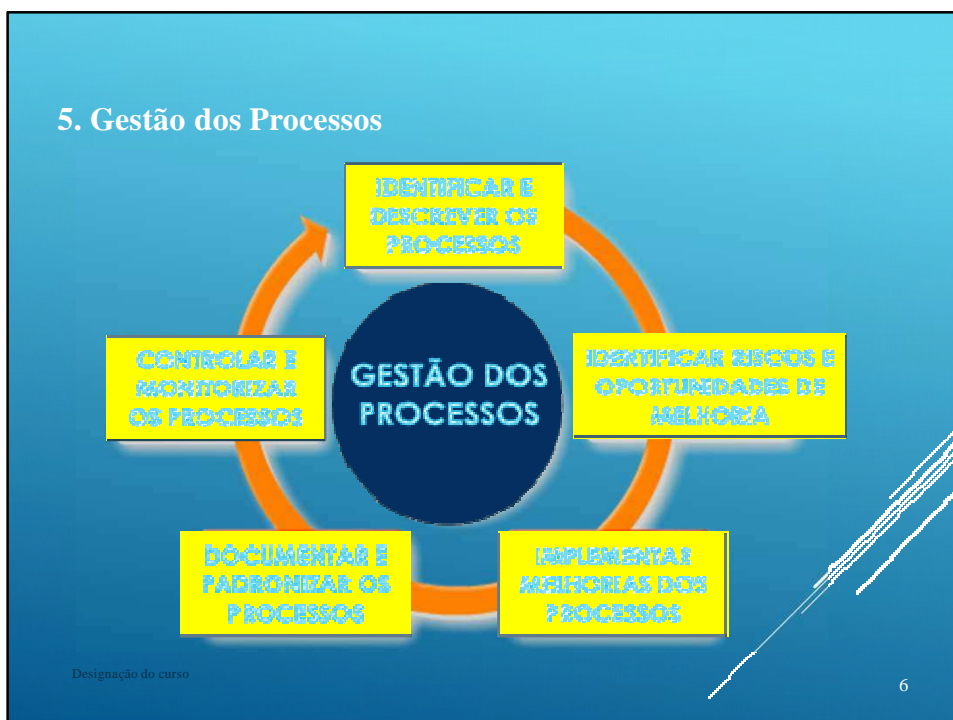 5. Gestão dos Processos
IDENTIFICAR E
DESCREVER OS
PROCESSOS
IDENTIFICAR RISCOS E
OPORTUNIDADES DE
MELHORIA
IMPLEMENTAR
MELHORIAS DOS
PROCESSOS
DOCUMENTAR E
PADRONIZAR OS
PROCESSOS
CONTROLAR E
MONITORIZAR
OS PROCESSOS
GESTÃO DOS
PROCESSOS
Designação do curso
6